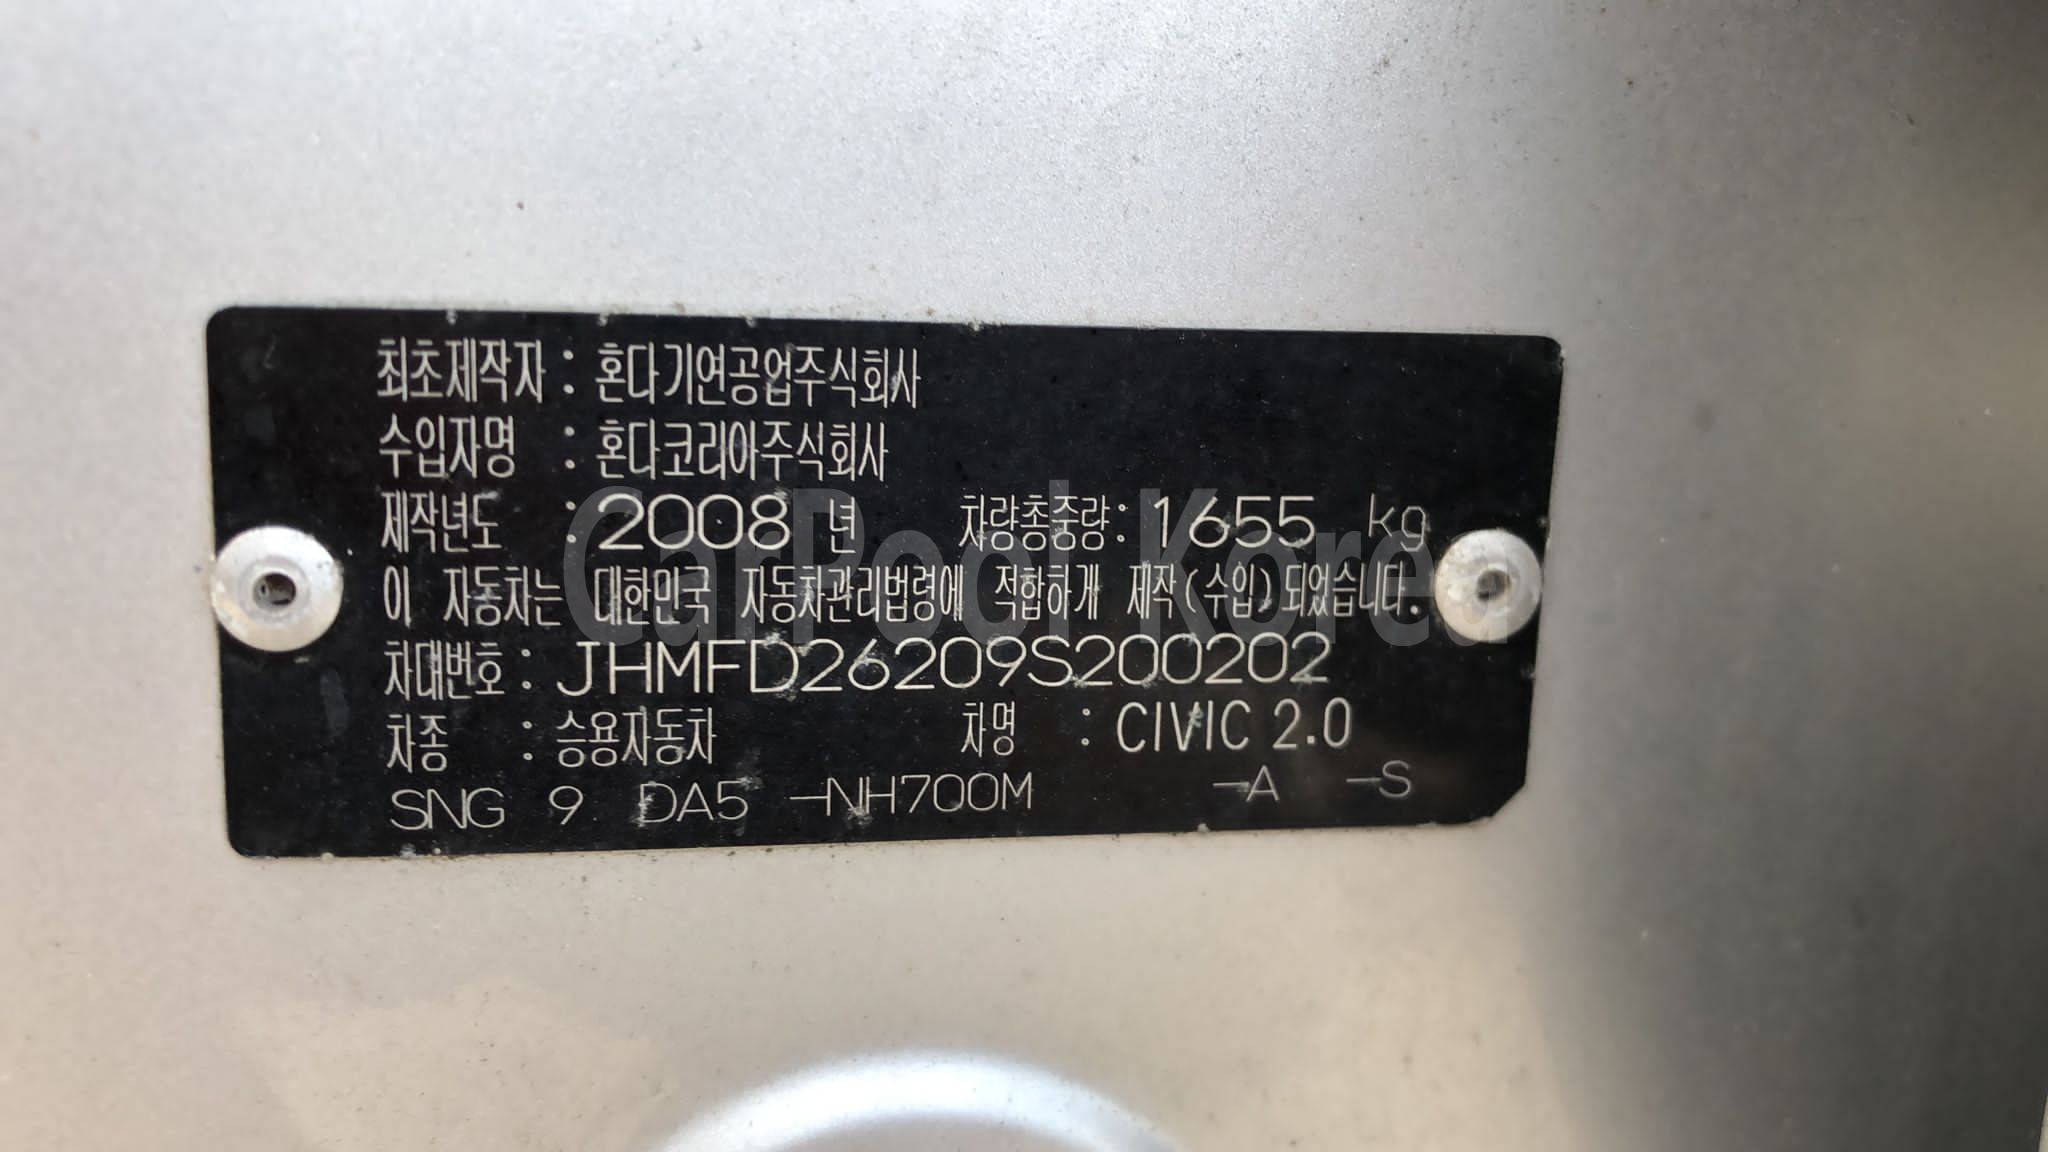 최초제작자 : 혼다기연공업주식회사
수입자명 : 혼다코리아주식회사
제작년도 : 2008 년 차량총중량: 1655 kg
이 자동차는 대한민국 자동차관리법령에 적합하게 제작(수입)되었습니다.
차대번호: JHMFD26209S200202
차종 : 승용자동차 차명 : CIVIC 2.0
SNG 9 DA5 -NH700M -A -S
CarPool Korea